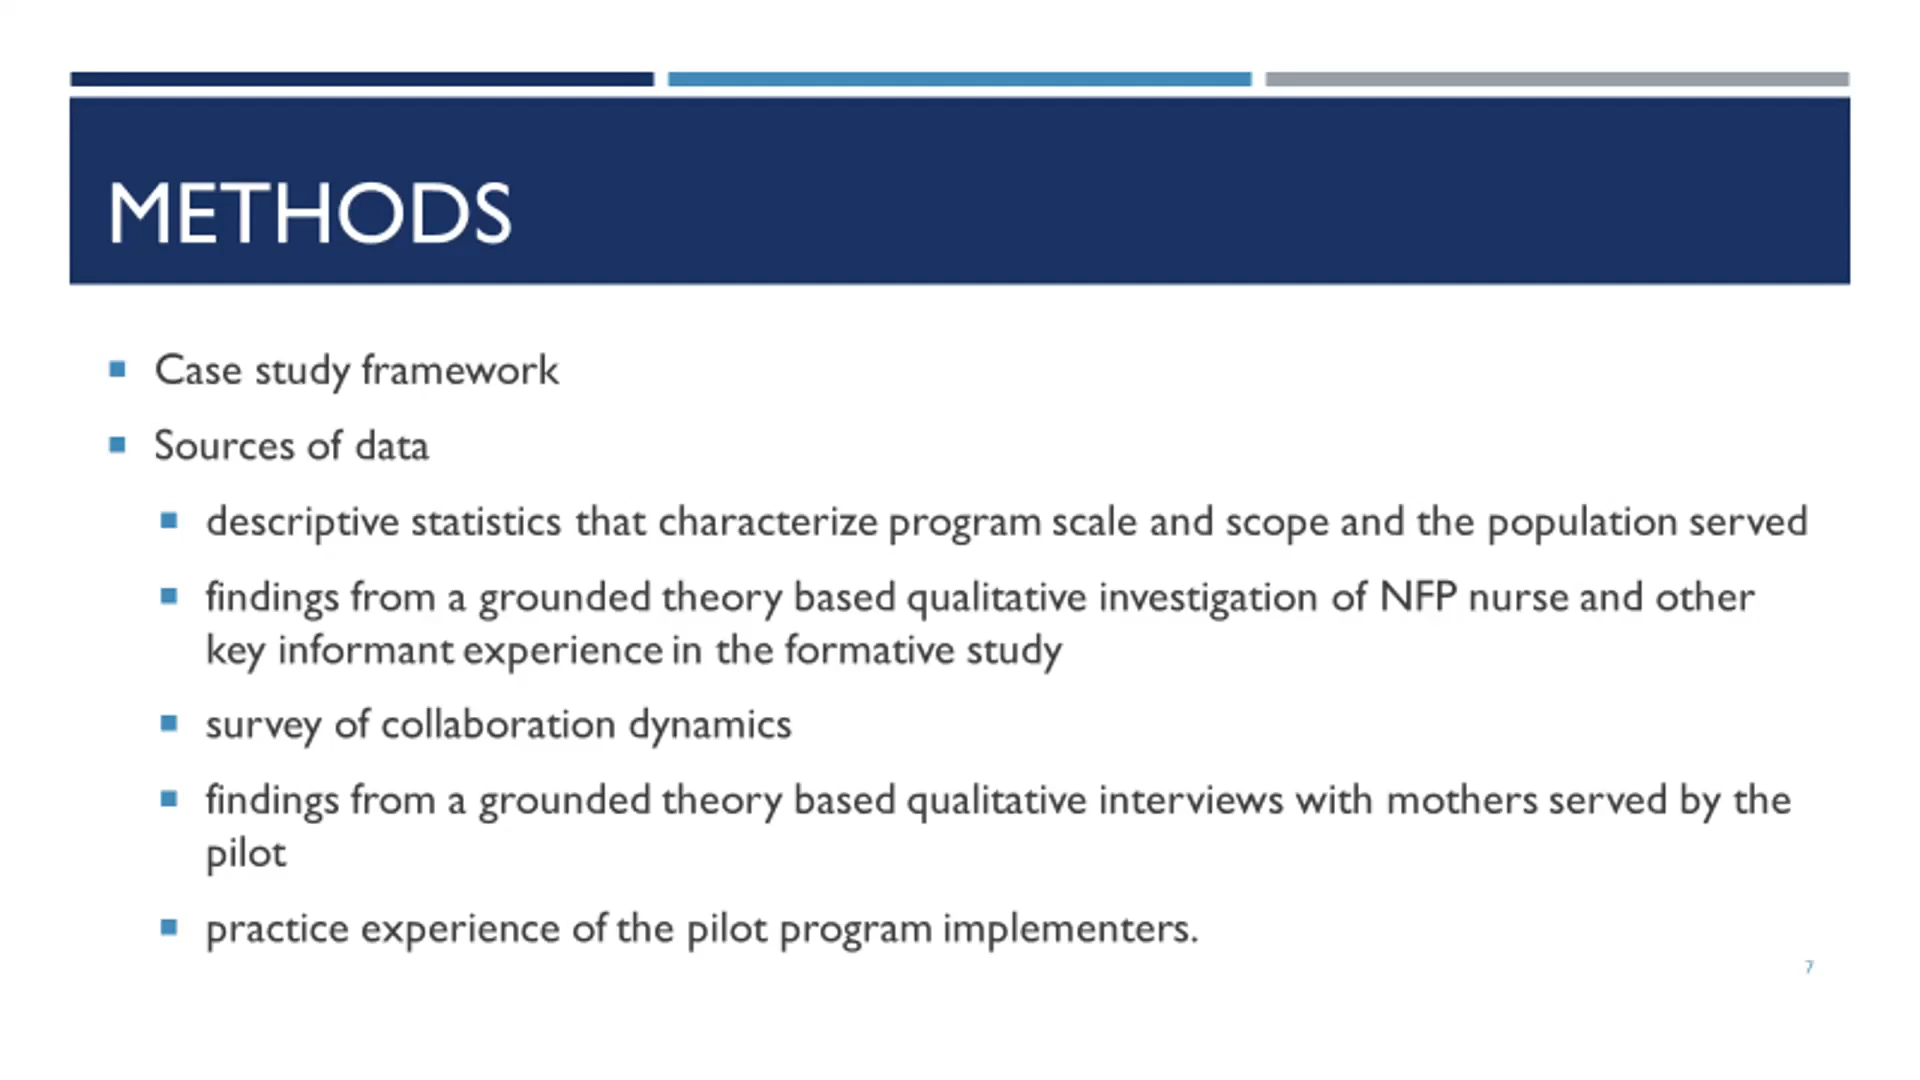 METHODS
Case study framework
Sources of data
descriptive statistics that characterize program scale and scope and the population served
findings from a grounded theory based qualitative investigation of NFP nurse and other
key informant experience in the formative study
survey of collaboration dynamics
findings from a grounded theory based qualitative interviews with mothers served by the
pilot
practice experience of the pilot program implementers.
7